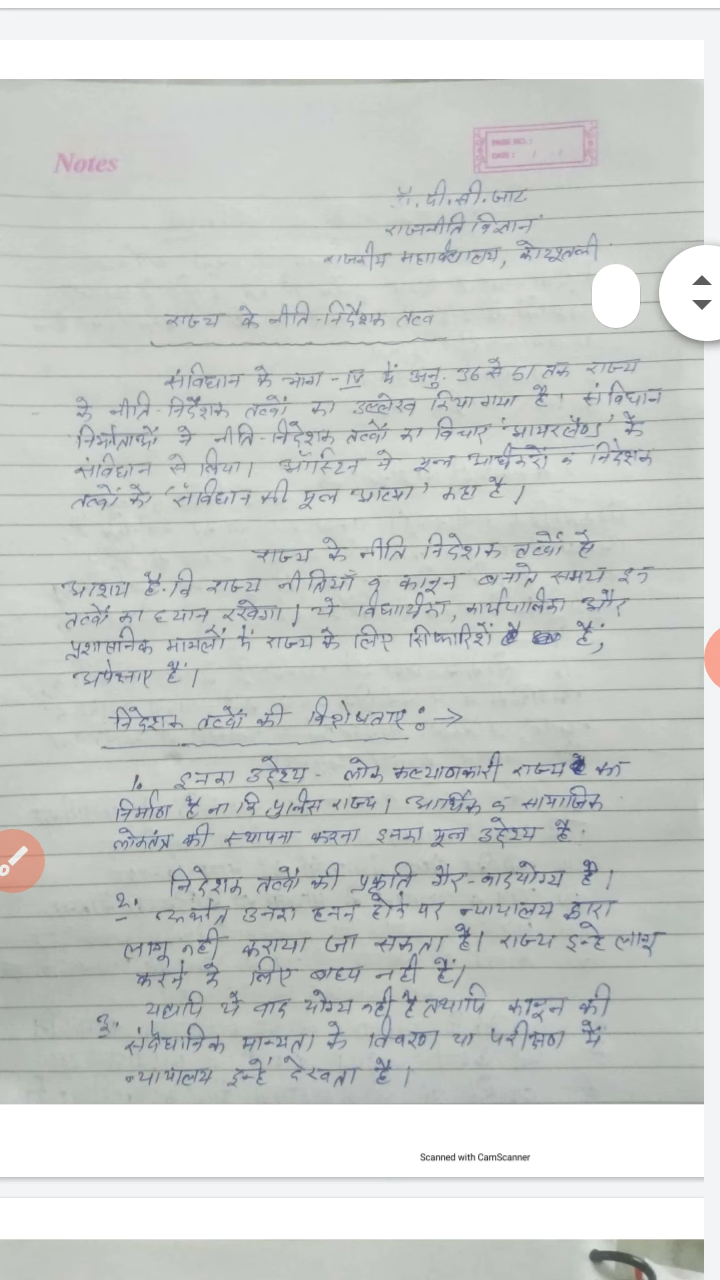 Notes
PAGE NO.:
DATE: / /
पी.सी.जाट
राजनीति विज्ञान
राजकीय महाविद्यालय, कोटपूतली
राज्य के नीति-निर्देशक तत्व
संविधान के भाग-IV में अनु. 36 से 51 तक राज्य
के नीति-निर्देशक तत्वों का उल्लेख किया गया है। संविधान
निर्माताओं ने नीति-निदेशक तत्वों का विचार 'आयरलैण्ड' के
संविधान से लिया। ऑस्टिन ने मूल अधिकारों व निदेशक
तत्वों को 'संविधान की मूल आत्मा' कहा है।
राज्य के नीति निदेशक तत्वों से
आशय है कि राज्य नीतियाँ व कानून बनाते समय इन
तत्वों का ध्यान रखेगा। ये विधायिका, कार्यपालिका और
प्रशासनिक मामलों में राज्य के लिए सिफारिशें हैं,
अपेक्षाए हैं।
निदेशक तत्वों की विशेषताए :→
1. इनका उद्देश्य - लोक कल्याणकारी राज्य का
निर्माण है ना कि पुलिस राज्य। आर्थिक व सामाजिक
लोकतंत्र की स्थापना करना इनका मूल उद्देश्य है.
2. निदेशक तत्वों की प्रकृति गैर-वादयोग्य है।
अर्थात उनका हनन होने पर न्यायालय द्वारा
लागू नही कराया जा सकता है। राज्य इन्हे लागू
करने के लिए बाध्य नही हैं।
3. यद्यपि ये वाद योग्य नही है तथापि कानून की
संवैधानिक मान्यता के विवरण या परीक्षण में
न्यायालय इन्हें देखता है।
Scanned with CamScanner